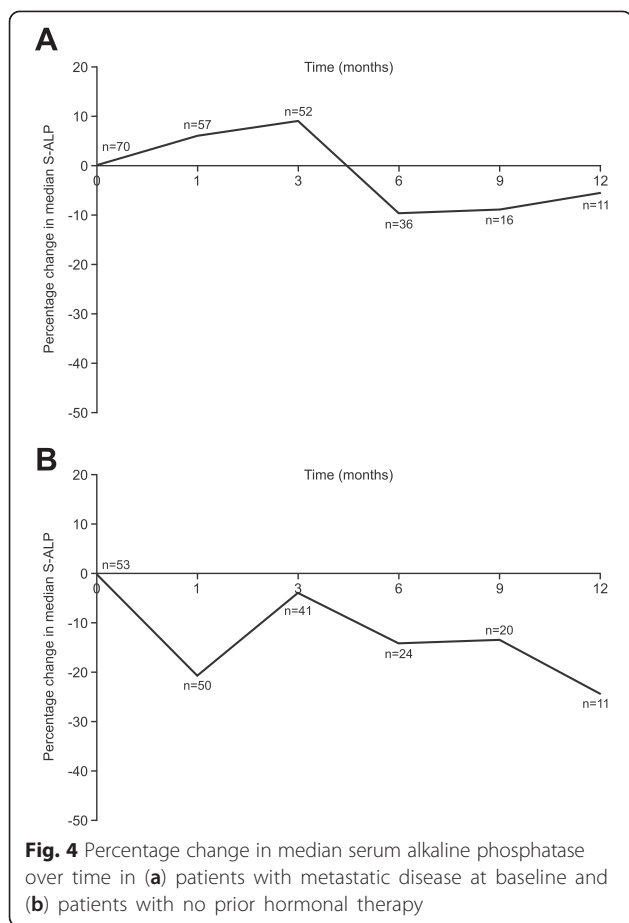 A
Time (months)
Percentage change in median S-ALP
20
10
0
-10
-20
-30
-40
-50
n=70
n=57
n=52
0
1
3
6
9
12
n=36
n=16
n=11
B
Time (months)
Percentage change in median S-ALP
20
10
0
-10
-20
-30
-40
-50
n=53
0
1
3
6
9
12
n=50
n=41
n=24
n=20
n=11
Fig. 4 Percentage change in median serum alkaline phosphatase
over time in (a) patients with metastatic disease at baseline and
(b) patients with no prior hormonal therapy